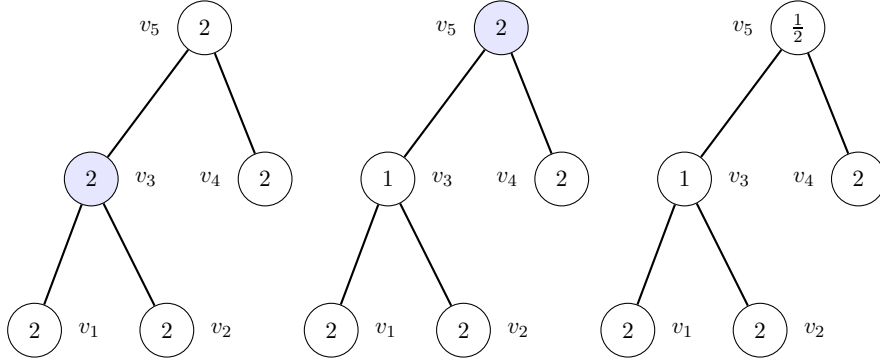 v₅ 2 v₅ 2 v₅ ½
2 v₃ v₄ 2 1 v₃ v₄ 2 1 v₃ v₄ 2
2 v₁ 2 v₂ 2 v₁ 2 v₂ 2 v₁ 2 v₂